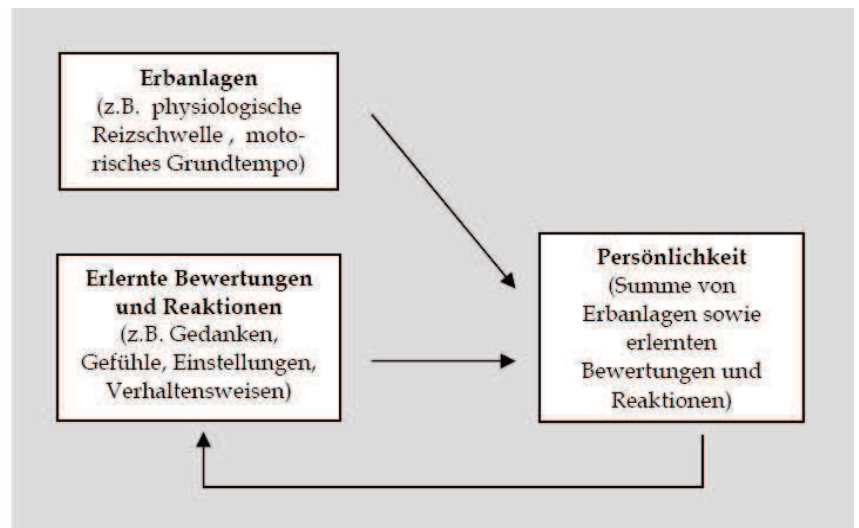 Erbanlagen
(z.B. physiologische
Reizschwelle , moto-
risches Grundtempo)
Erlernte Bewertungen
und Reaktionen
(z.B. Gedanken,
Gefühle, Einstellungen,
Verhaltensweisen)
Persönlichkeit
(Summe von
Erbanlagen sowie
erlernten
Bewertungen und
Reaktionen)